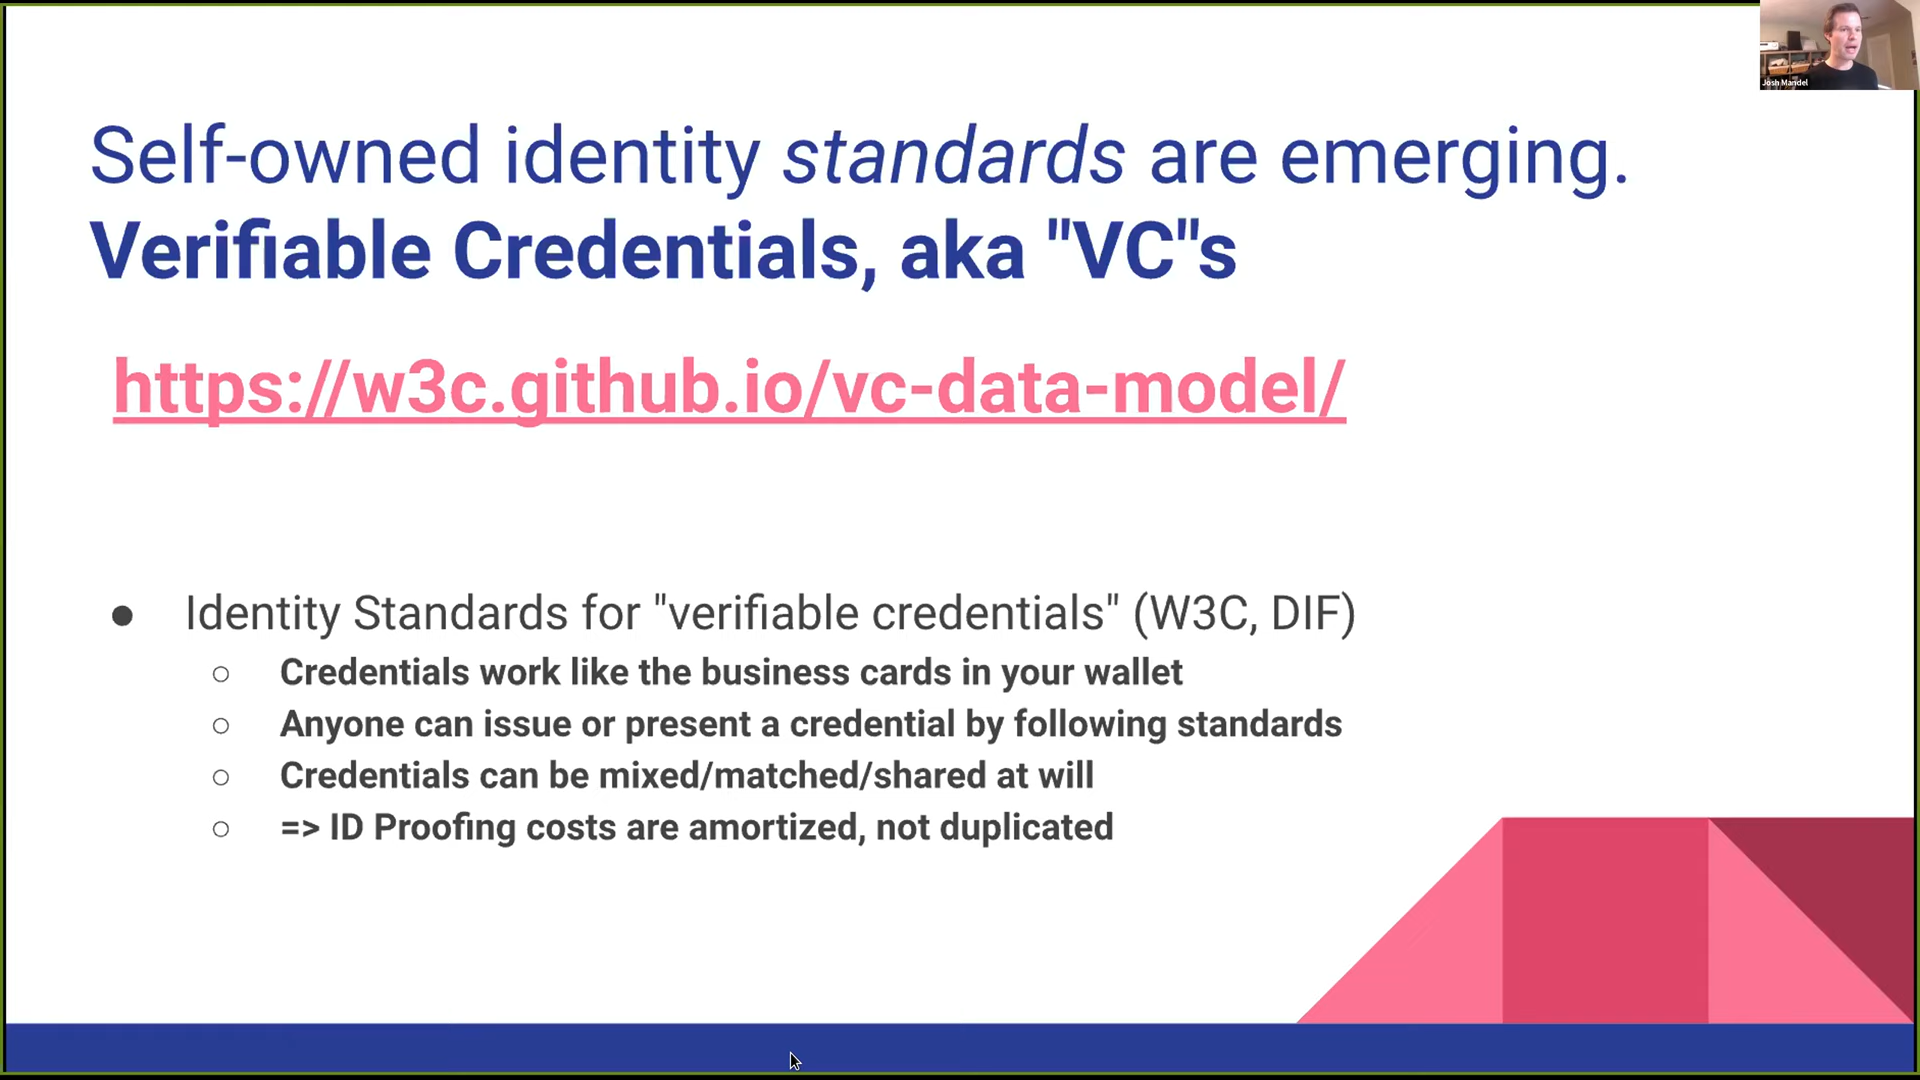 Josh Mandel
Self-owned identity standards are emerging.
Verifiable Credentials, aka "VC"s
https://w3c.github.io/vc-data-model/
● Identity Standards for "verifiable credentials" (W3C, DIF)
○ Credentials work like the business cards in your wallet
○ Anyone can issue or present a credential by following standards
○ Credentials can be mixed/matched/shared at will
○ => ID Proofing costs are amortized, not duplicated